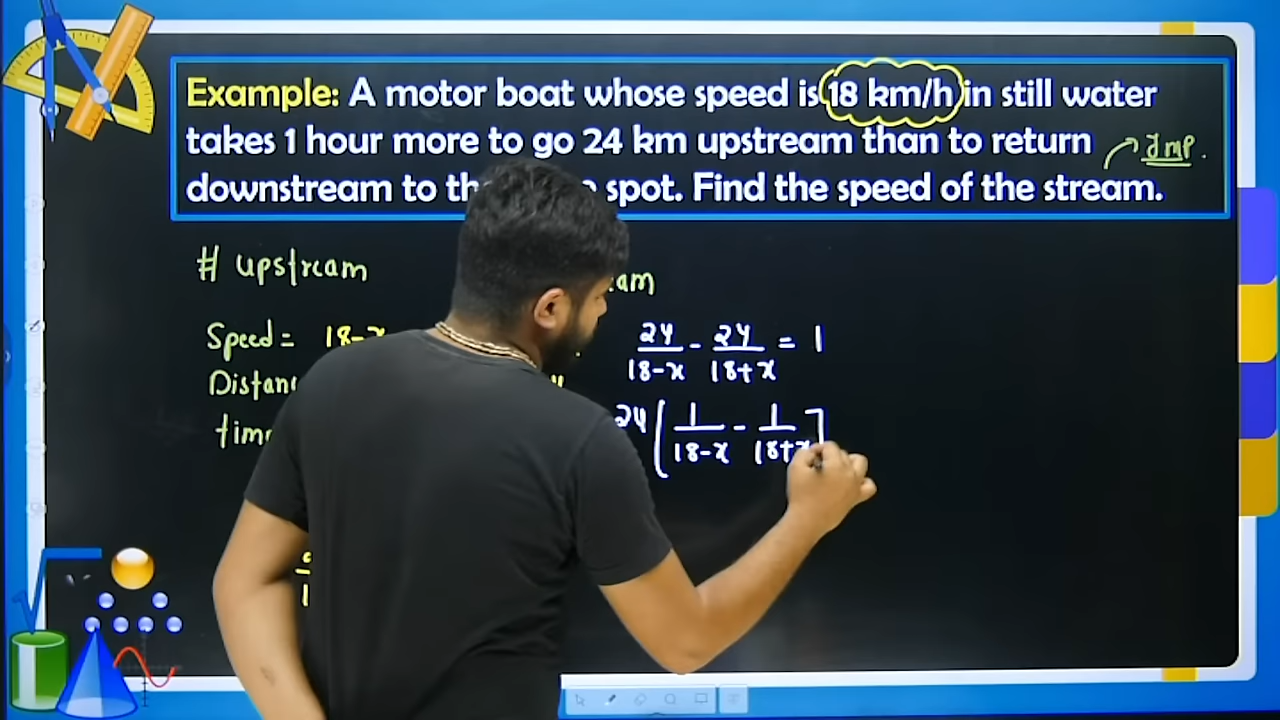 Example: A motor boat whose speed is 18 km/h in still water
takes 1 hour more to go 24 km upstream than to return
Imp.
downstream to spot. Find the speed of the stream.
# Upstream
Speed = 18-x
24/18-x - 24/18+x = 1
24[1/18-x - 1/18+x]